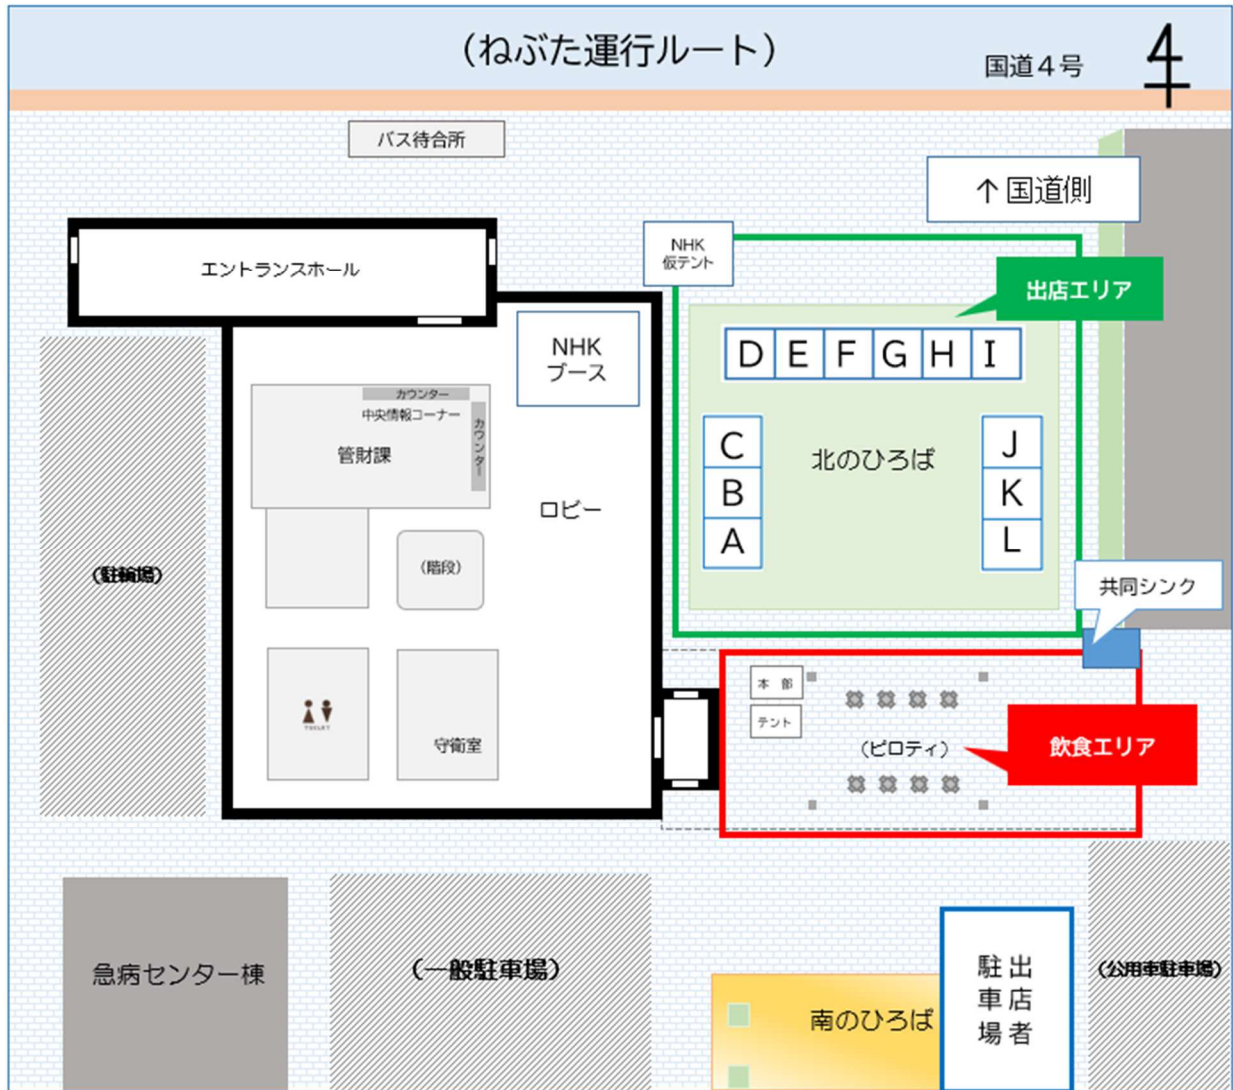 (ねぶた運行ルート)
国道４号
バス待合所
↑国道側
エントランスホール
NHK
仮テント
出店エリア
NHK
ブース
D E F G H I
カウンター
中央情報コーナー
カウンター
管財課
C
B
A
北のひろば
J
K
L
ロビー
(階段)
(駐輪場)
共同シンク
本 部
テント
TOILET
守衛室
(ピロティ)
飲食エリア
急病センター棟
(一般駐車場)
南のひろば
出店者
駐車場
(公用車駐車場)